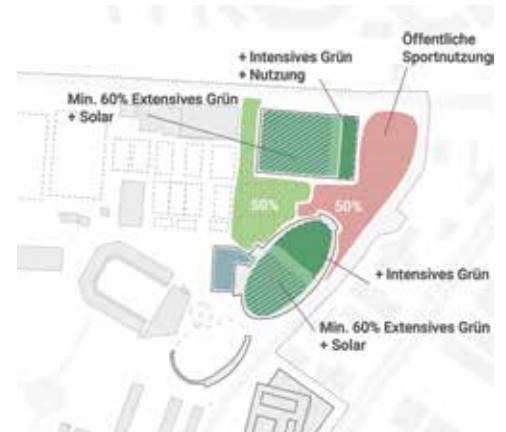 Öffentliche
Sportnutzung
+ Intensives Grün
+ Nutzung
Min. 60% Extensives Grün
+ Solar
50%
50%
+ Intensives Grün
Min. 60% Extensives Grün
+ Solar